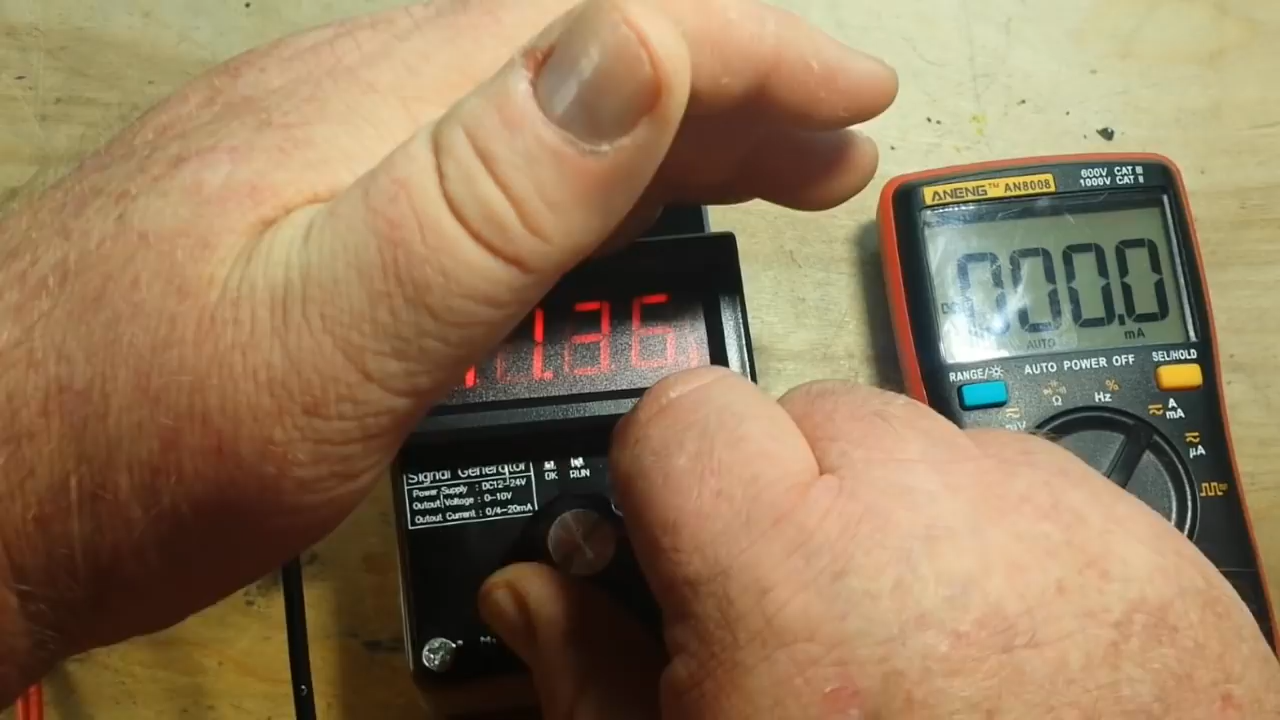 ANENG™ AN8008
600V CAT III
1000V CAT II
000.0
mA
AUTO
RANGE/
AUTO POWER OFF
SEL/HOLD
Ω
%
Hz
A
mA
µA
1.36
Signal Generator
Power Supply : DC12-24V
Output Voltage : 0-10V
Output Current : 0/4-20mA
OK
RUN